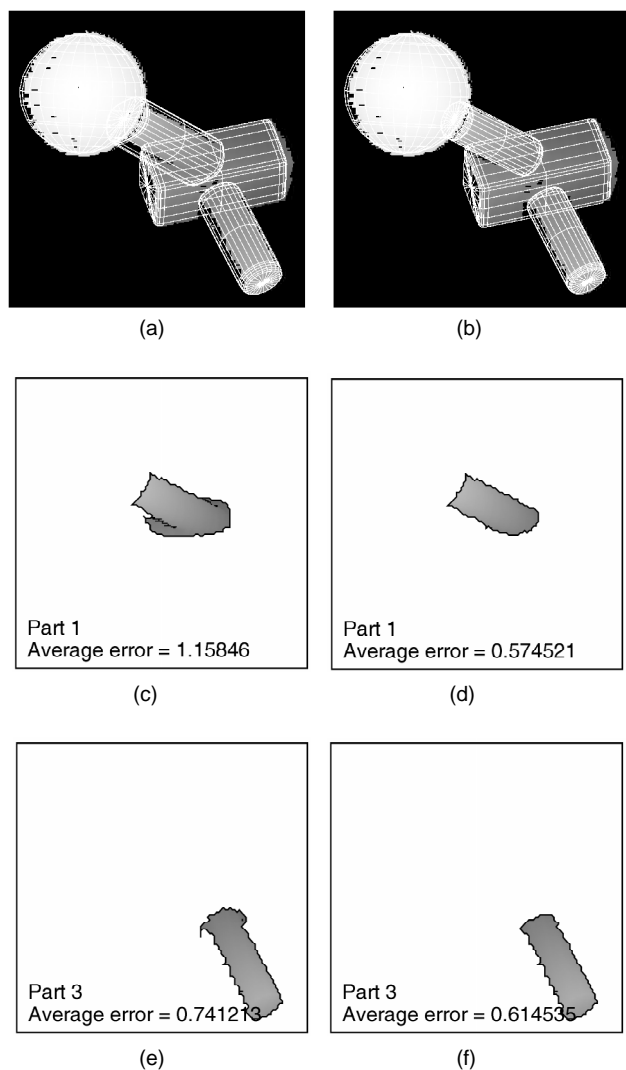 (a)
(b)
Part 1
Average error = 1.15846
Part 1
Average error = 0.574521
(c)
(d)
Part 3
Average error = 0.741213
Part 3
Average error = 0.614535
(e)
(f)